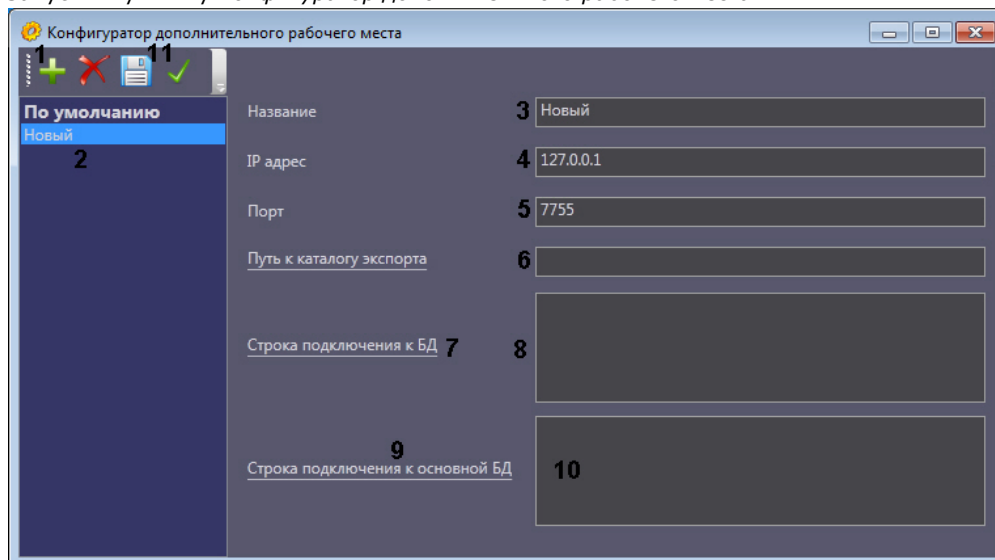 Конфигуратор дополнительного рабочего места
1 11
По умолчанию
Новый
2
Название 3 Новый
IP адрес 4 127.0.0.1
Порт 5 7755
Путь к каталогу экспорта 6
Строка подключения к БД 7 8
9
Строка подключения к основной БД 10